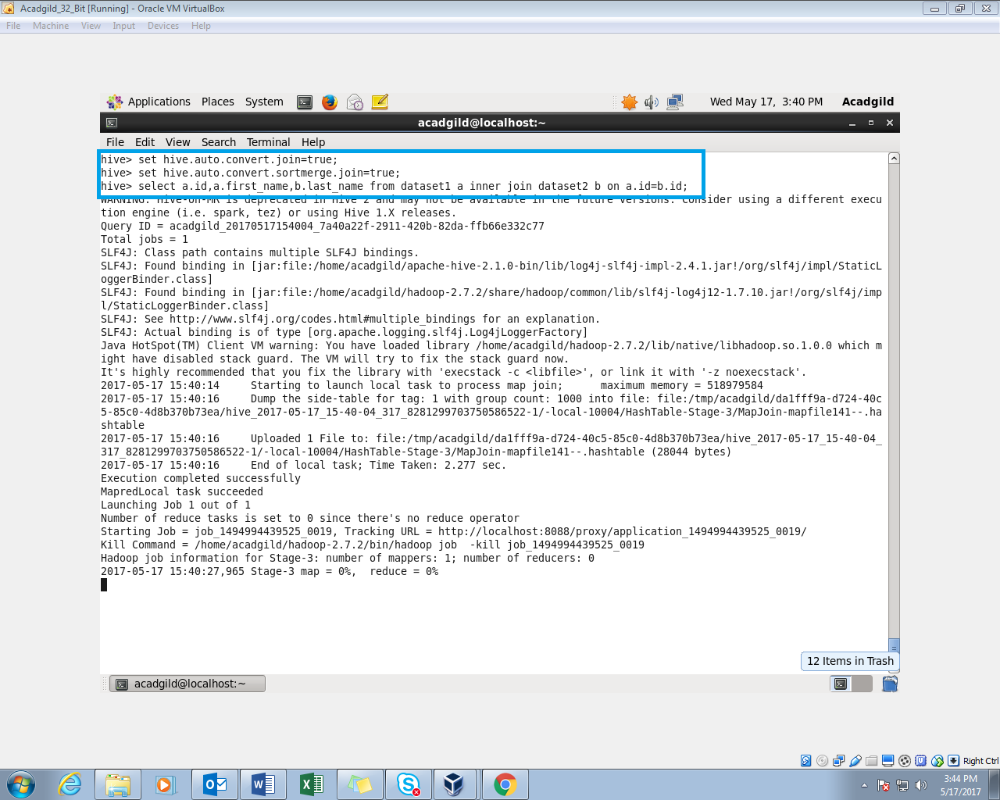 Acadgild_32_Bit [Running] - Oracle VM VirtualBox
File Machine View Input Devices Help
Applications Places System Wed May 17, 3:40 PM Acadgild
acadgild@localhost:~
File Edit View Search Terminal Help
hive> set hive.auto.convert.join=true;
hive> set hive.auto.convert.sortmerge.join=true;
hive> select a.id,a.first_name,b.last_name from dataset1 a inner join dataset2 b on a.id=b.id;
WARNING: Hive-on-MR is deprecated in Hive 2 and may not be available in the future versions. Consider using a different execu
tion engine (i.e. spark, tez) or using Hive 1.X releases.
Query ID = acadgild_20170517154004_7a40a22f-2911-420b-82da-ffb66e332c77
Total jobs = 1
SLF4J: Class path contains multiple SLF4J bindings.
SLF4J: Found binding in [jar:file:/home/acadgild/apache-hive-2.1.0-bin/lib/log4j-slf4j-impl-2.4.1.jar!/org/slf4j/impl/StaticL
oggerBinder.class]
SLF4J: Found binding in [jar:file:/home/acadgild/hadoop-2.7.2/share/hadoop/common/lib/slf4j-log4j12-1.7.10.jar!/org/slf4j/imp
l/StaticLoggerBinder.class]
SLF4J: See http://www.slf4j.org/codes.html#multiple_bindings for an explanation.
SLF4J: Actual binding is of type [org.apache.logging.slf4j.Log4jLoggerFactory]
Java HotSpot(TM) Client VM warning: You have loaded library /home/acadgild/hadoop-2.7.2/lib/native/libhadoop.so.1.0.0 which m
ight have disabled stack guard. The VM will try to fix the stack guard now.
It's highly recommended that you fix the library with 'execstack -c <libfile>', or link it with '-z noexecstack'.
2017-05-17 15:40:14     Starting to launch local task to process map join;      maximum memory = 518979584
2017-05-17 15:40:16     Dump the side-table for tag: 1 with group count: 1000 into file: file:/tmp/acadgild/da1fff9a-d724-40c
5-85c0-4d8b370b73ea/hive_2017-05-17_15-40-04_317_8281299703750586522-1/-local-10004/HashTable-Stage-3/MapJoin-mapfile141--.ha
shtable
2017-05-17 15:40:16     Uploaded 1 File to: file:/tmp/acadgild/da1fff9a-d724-40c5-85c0-4d8b370b73ea/hive_2017-05-17_15-40-04_
317_8281299703750586522-1/-local-10004/HashTable-Stage-3/MapJoin-mapfile141--.hashtable (28044 bytes)
2017-05-17 15:40:16     End of local task; Time Taken: 2.277 sec.
Execution completed successfully
MapredLocal task succeeded
Launching Job 1 out of 1
Number of reduce tasks is set to 0 since there's no reduce operator
Starting Job = job_1494994439525_0019, Tracking URL = http://localhost:8088/proxy/application_1494994439525_0019/
Kill Command = /home/acadgild/hadoop-2.7.2/bin/hadoop job  -kill job_1494994439525_0019
Hadoop job information for Stage-3: number of mappers: 1; number of reducers: 0
2017-05-17 15:40:27,965 Stage-3 map = 0%,  reduce = 0%
12 Items in Trash
acadgild@localhost:~
Right Ctrl
3:44 PM
5/17/2017